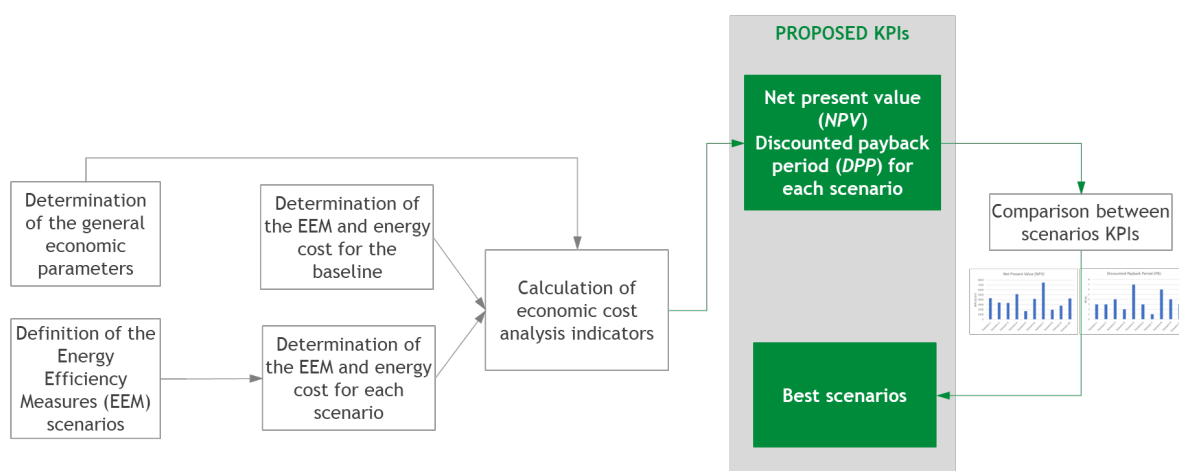 PROPOSED KPIs
Net present value
(NPV)
Discounted payback
period (DPP) for
each scenario
Determination
of the general
economic
parameters
Determination of
the EEM and energy
cost for the
baseline
Comparison between
scenarios KPIs
Calculation of
economic cost
analysis indicators
Definition of the
Energy
Efficiency
Measures (EEM)
scenarios
Determination of
the EEM and energy
cost for each
scenario
Net Present Value (NPV)
Discounted Payback Period (PB)
Best scenarios